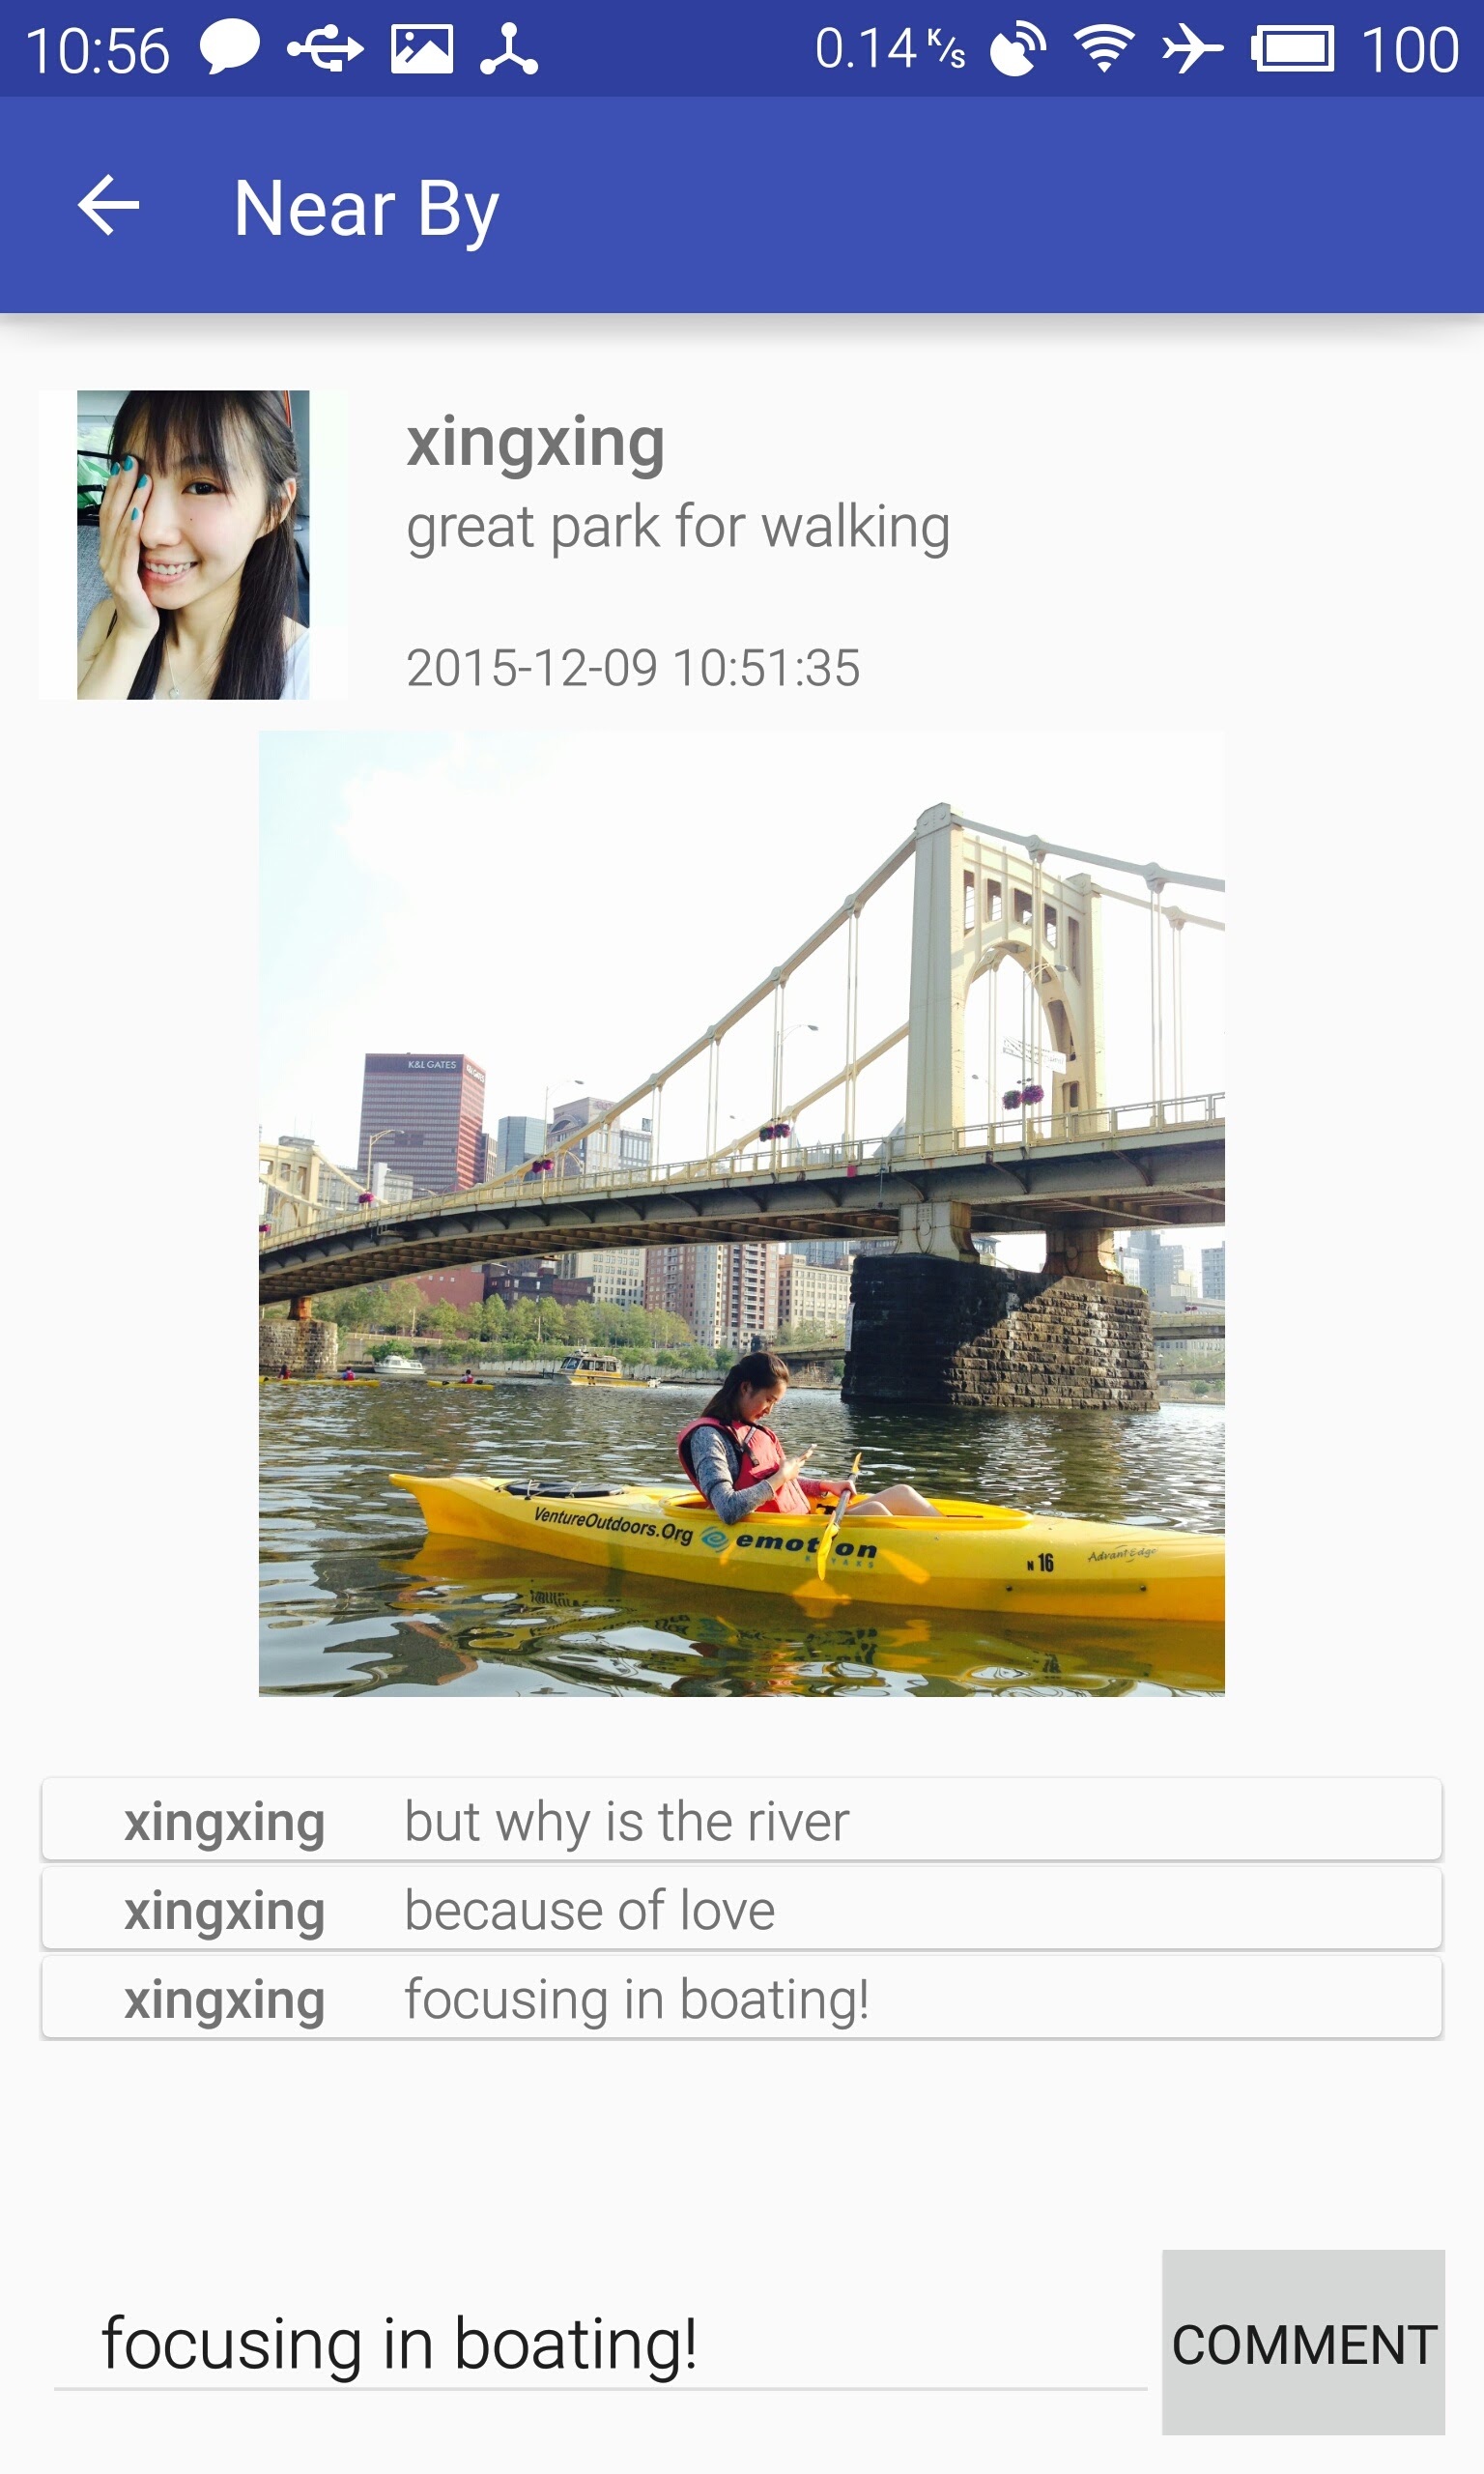 10:56 0.14 K/s 100
Near By
xingxing
great park for walking
2015-12-09 10:51:35
K&L GATES
VentureOutdoors.Org emotion
KAYAKS
N 16 AdvantEdge
xingxing but why is the river
xingxing because of love
xingxing focusing in boating!
focusing in boating!
COMMENT